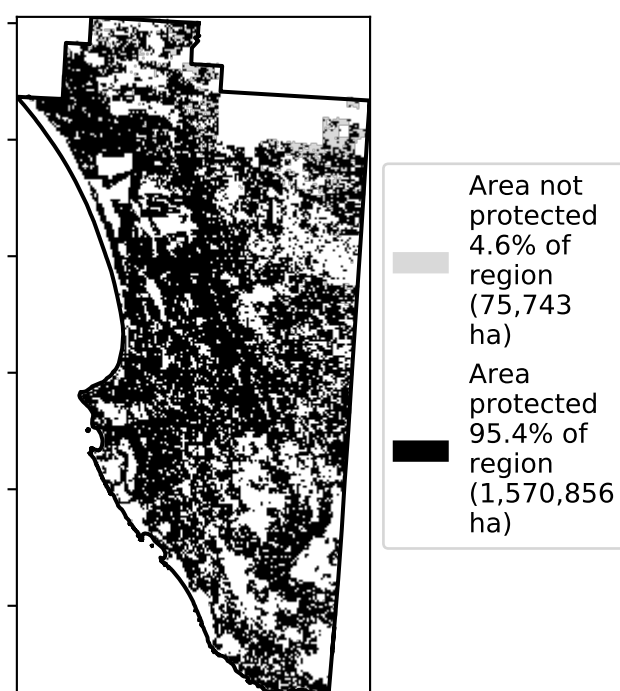 Area not
protected
4.6% of
region
(75,743
ha)
Area
protected
95.4% of
region
(1,570,856
ha)